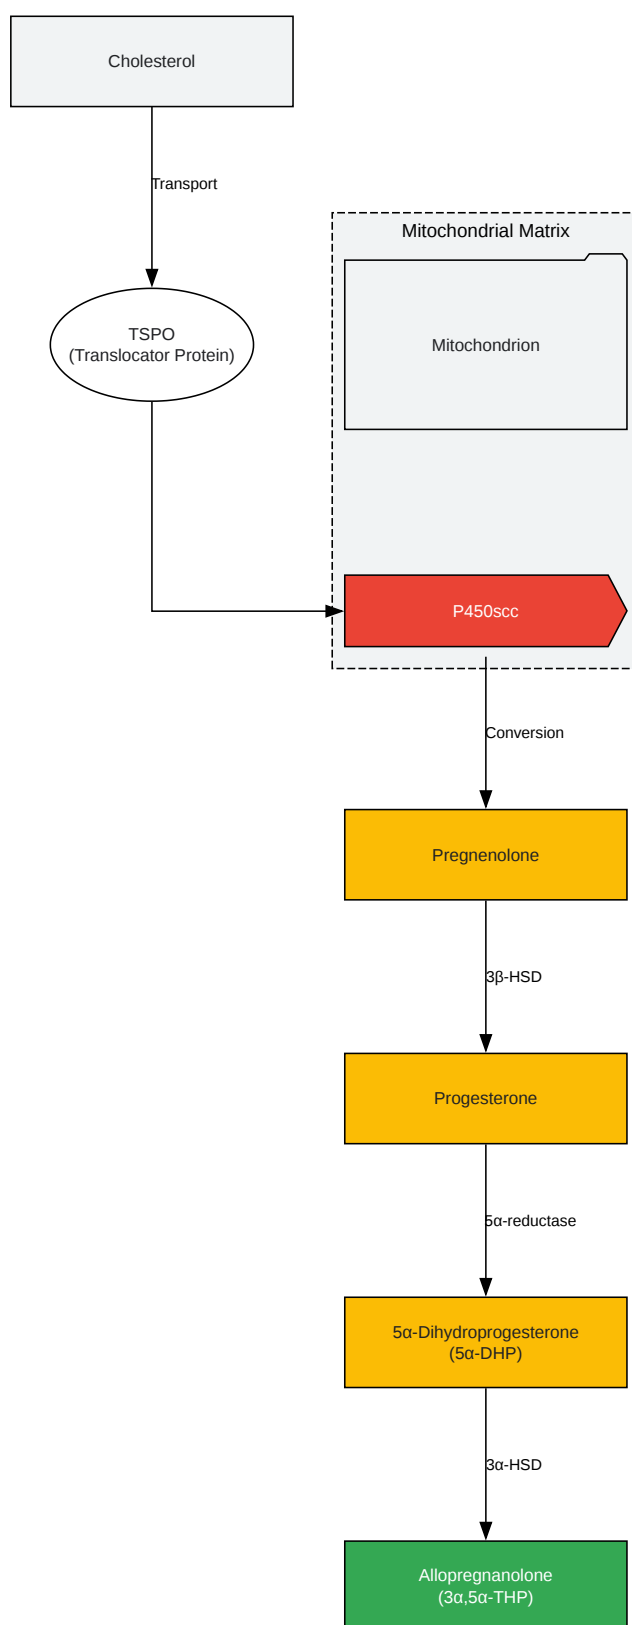 Cholesterol
Transport
TSPO
(Translocator Protein)
Mitochondrial Matrix
Mitochondrion
P450scc
Conversion
Pregnenolone
3β-HSD
Progesterone
5α-reductase
5α-Dihydroprogesterone
(5α-DHP)
3α-HSD
Allopregnanolone
(3α,5α-THP)